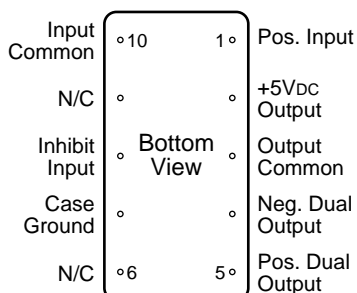 Input
Common
10
1
Pos. Input
N/C
+5VDC
Output
Inhibit
Input
Bottom
View
Output
Common
Case
Ground
Neg. Dual
Output
N/C
6
5
Pos. Dual
Output